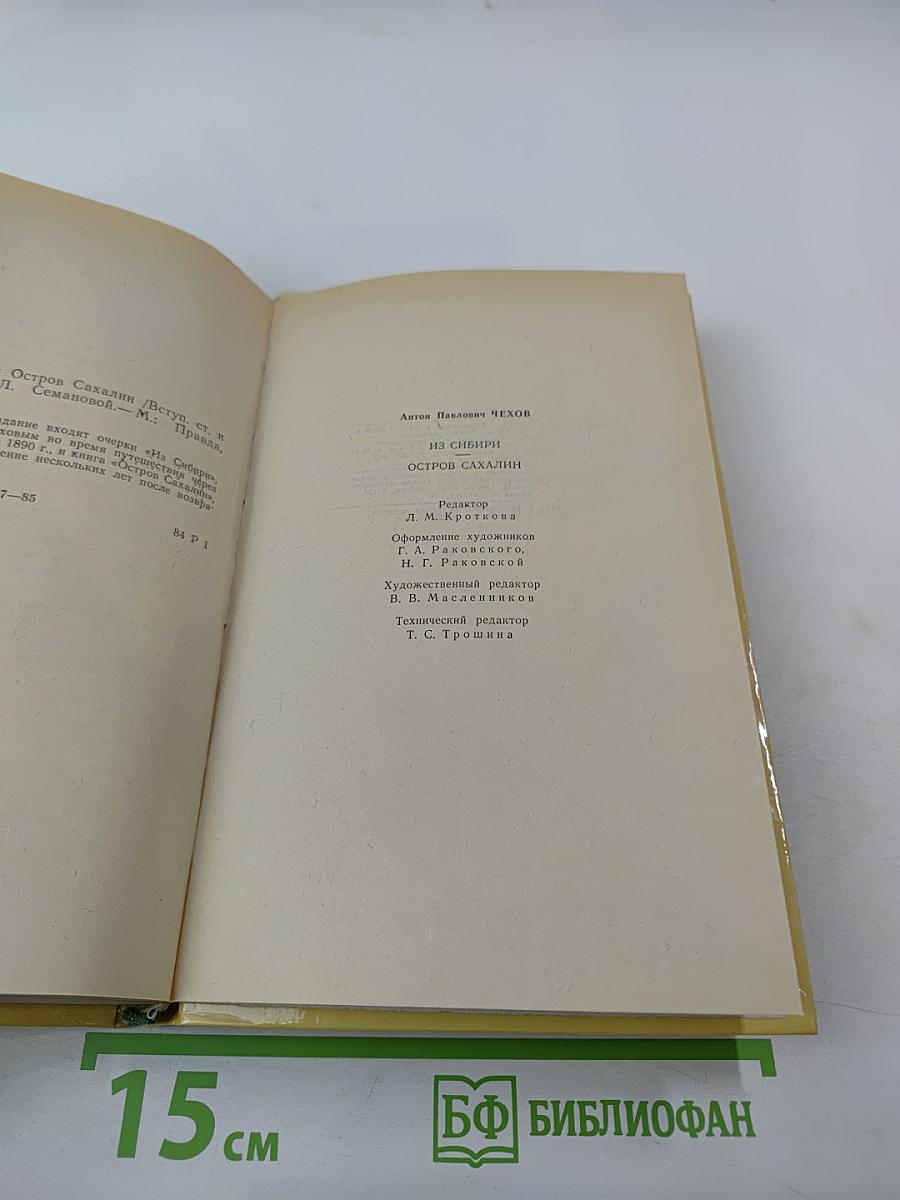 Остров Сахалин /Вступ. ст. и
Л. Семановой.— М.: Правда,
дание входят очерки «Из Сибири»,
ховым во время путешествия через
1890 г., и книга «Остров Сахалин»,
ение нескольких лет после возвра-
7—85
84 Р 1
Антон Павлович ЧЕХОВ
ИЗ СИБИРИ
—
ОСТРОВ САХАЛИН
Редактор
Л. М. Кроткова
Оформление художников
Г. А. Раковского,
Н. Г. Раковской
Художественный редактор
В. В. Масленников
Технический редактор
Т. С. Трошина
15 см
БФ БИБЛИОФАН